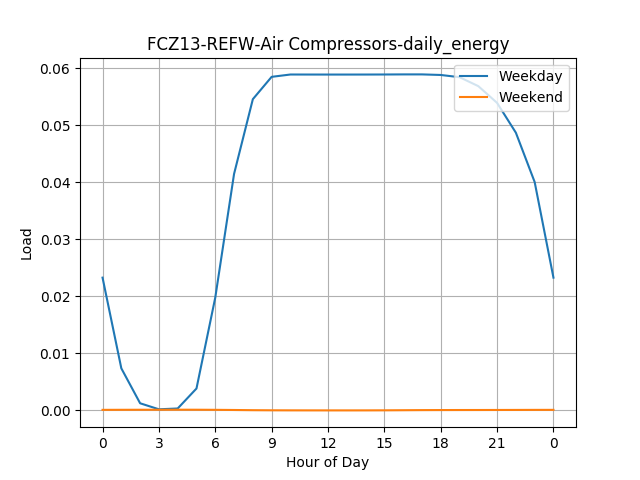 FCZ13-REFW-Air Compressors-daily_energy
Weekday
Weekend
Load
0.06
0.05
0.04
0.03
0.02
0.01
0.00
0 3 6 9 12 15 18 21 0
Hour of Day